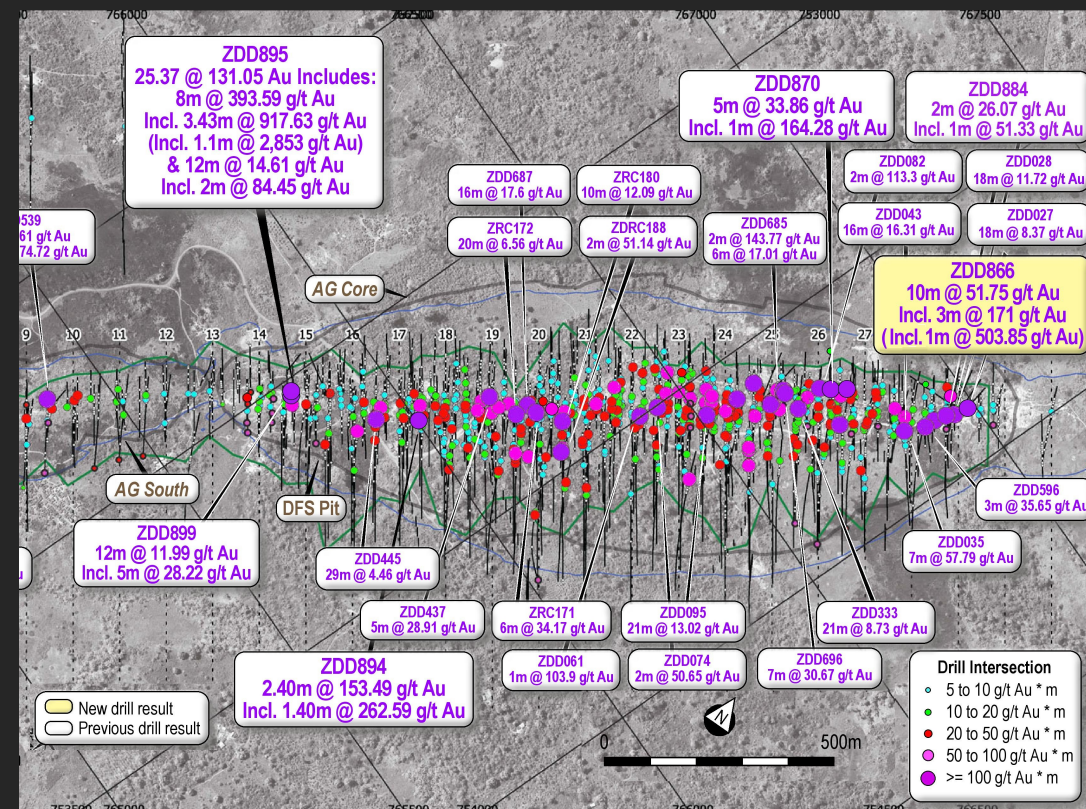 766000
767000
753000
767500
ZDD895
25.37 @ 131.05 Au Includes:
8m @ 393.59 g/t Au
Incl. 3.43m @ 917.63 g/t Au
(Incl. 1.1m @ 2,853 g/t Au)
& 12m @ 14.61 g/t Au
Incl. 2m @ 84.45 g/t Au
ZDD870
5m @ 33.86 g/t Au
Incl. 1m @ 164.28 g/t Au
ZDD884
2m @ 26.07 g/t Au
Incl. 1m @ 51.33 g/t Au
ZDD687
16m @ 17.6 g/t Au
ZRC180
10m @ 12.09 g/t Au
ZDD082
2m @ 113.3 g/t Au
ZDD028
18m @ 11.72 g/t Au
539
61 g/t Au
74.72 g/t Au
ZRC172
20m @ 6.56 g/t Au
ZDRC188
2m @ 51.14 g/t Au
ZDD685
2m @ 143.77 g/t Au
6m @ 17.01 g/t Au
ZDD043
16m @ 16.31 g/t Au
ZDD027
18m @ 8.37 g/t Au
ZDD866
10m @ 51.75 g/t Au
Incl. 3m @ 171 g/t Au
(Incl. 1m @ 503.85 g/t Au)
AG Core
9 10 11 12 13 14 15 16 17 18 19 20 21 22 23 24 25 26 27
AG South
DFS Pit
ZDD596
3m @ 35.65 g/t Au
ZDD899
12m @ 11.99 g/t Au
Incl. 5m @ 28.22 g/t Au
ZDD445
29m @ 4.46 g/t Au
ZDD035
7m @ 57.79 g/t Au
ZDD437
5m @ 28.91 g/t Au
ZRC171
6m @ 34.17 g/t Au
ZDD095
21m @ 13.02 g/t Au
ZDD333
21m @ 8.73 g/t Au
ZDD061
1m @ 103.9 g/t Au
ZDD074
2m @ 50.65 g/t Au
ZDD696
7m @ 30.67 g/t Au
ZDD894
2.40m @ 153.49 g/t Au
Incl. 1.40m @ 262.59 g/t Au
New drill result
Previous drill result
N
0 500m
Drill Intersection
5 to 10 g/t Au * m
10 to 20 g/t Au * m
20 to 50 g/t Au * m
50 to 100 g/t Au * m
>= 100 g/t Au * m